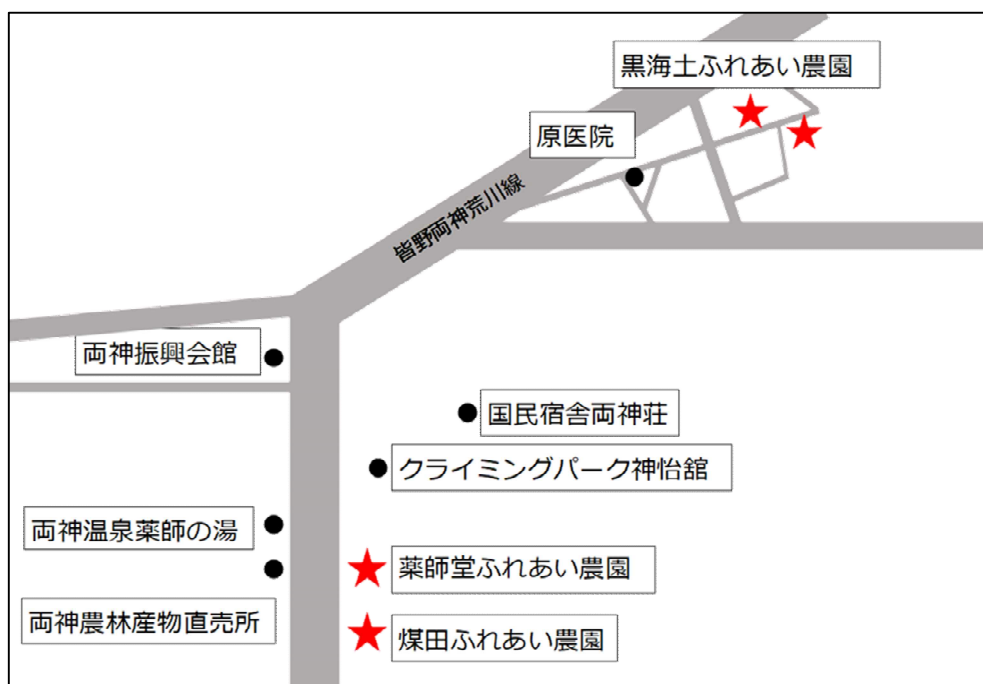 黒海土ふれあい農園
原医院
皆野両神荒川線
両神振興会館
国民宿舎両神荘
クライミングパーク神怡舘
両神温泉薬師の湯
薬師堂ふれあい農園
両神農林産物直売所
煤田ふれあい農園